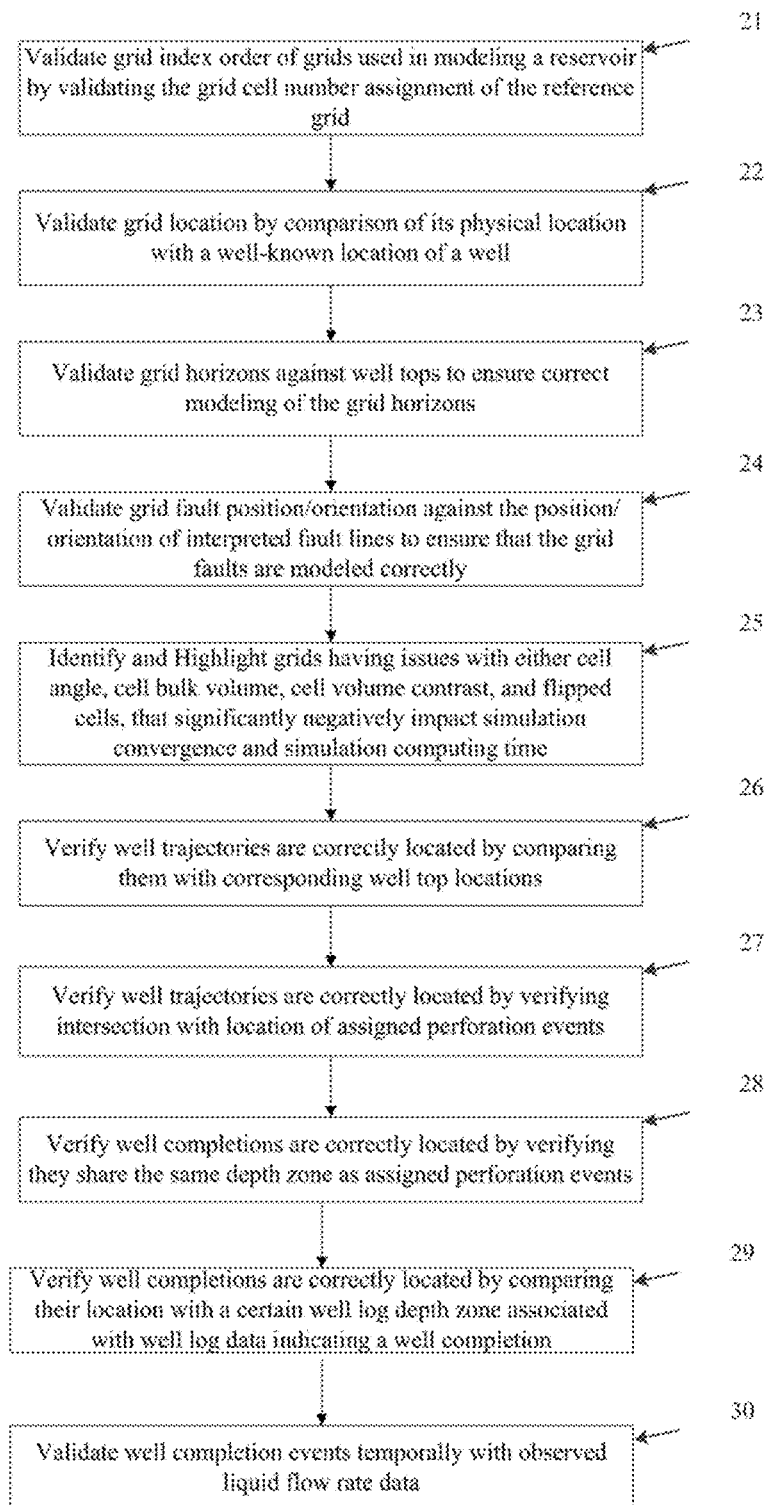 21
Validate grid index order of grids used in modeling a reservoir
by validating the grid cell number assignment of the reference
grid
22
Validate grid location by comparison of its physical location
with a well-known location of a well
23
Validate grid horizons against well tops to ensure correct
modeling of the grid horizons
24
Validate grid fault position/orientation against the position/
orientation of interpreted fault lines to ensure that the grid
faults are modeled correctly
25
Identify and Highlight grids having issues with either cell
angle, cell bulk volume, cell volume contrast, and flipped
cells, that significantly negatively impact simulation
convergence and simulation computing time
26
Verify well trajectories are correctly located by comparing
them with corresponding well top locations
27
Verify well trajectories are correctly located by verifying
intersection with location of assigned perforation events
28
Verify well completions are correctly located by verifying
they share the same depth zone as assigned perforation events
29
Verify well completions are correctly located by comparing
their location with a certain well log depth zone associated
with well log data indicating a well completion
30
Validate well completion events temporally with observed
liquid flow rate data